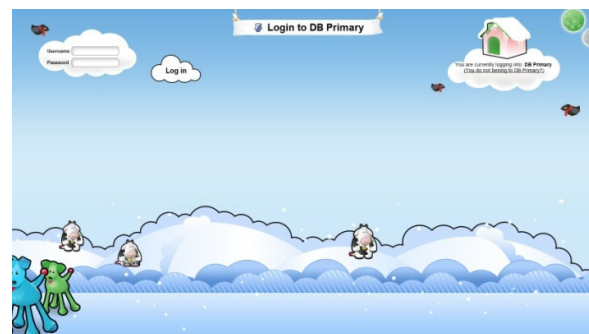 Login to DB Primary
Username
Password
Log in
You are currently logging into: DB Primary
(You do not belong to DB Primary?)